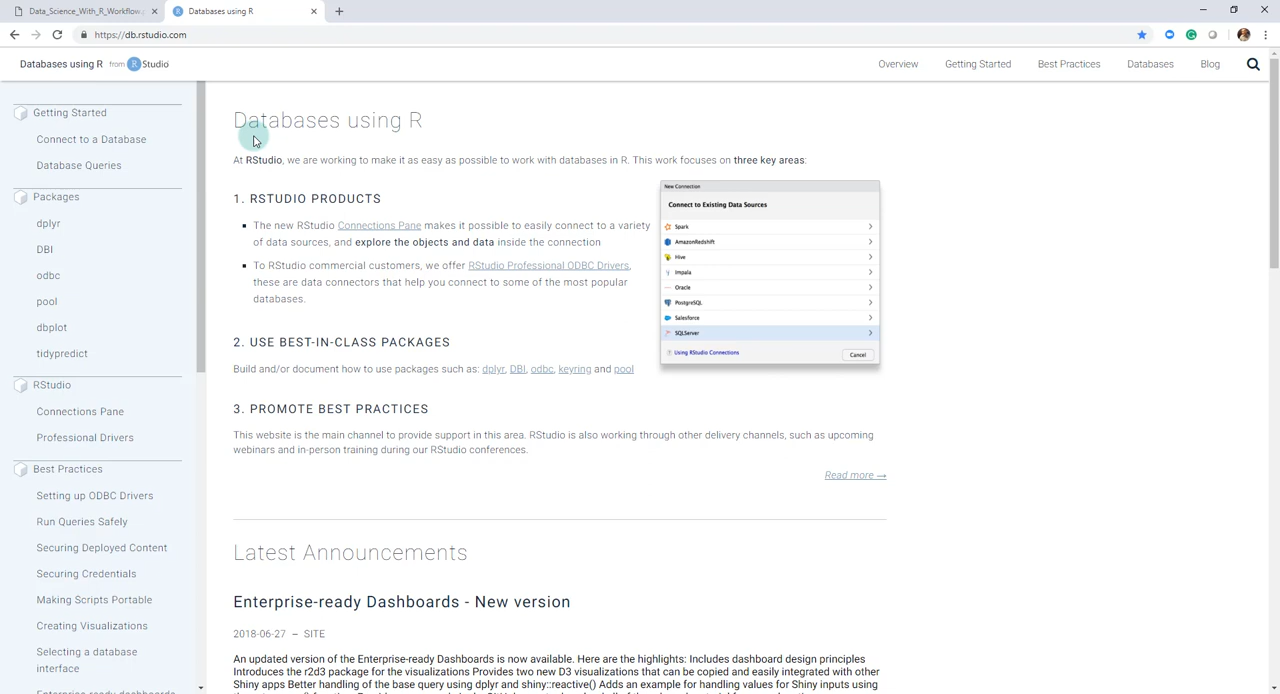 Data_Science_With_R_Workflow.p
Databases using R
https://db.rstudio.com
Databases using R from R Studio
Overview
Getting Started
Best Practices
Databases
Blog
Getting Started
Connect to a Database
Database Queries
Packages
dplyr
DBI
odbc
pool
dbplot
tidypredict
RStudio
Connections Pane
Professional Drivers
Best Practices
Setting up ODBC Drivers
Run Queries Safely
Securing Deployed Content
Securing Credentials
Making Scripts Portable
Creating Visualizations
Selecting a database
interface
Enterprise-ready dashboards
Databases using R
At RStudio, we are working to make it as easy as possible to work with databases in R. This work focuses on three key areas:
1. RSTUDIO PRODUCTS
The new RStudio Connections Pane makes it possible to easily connect to a variety
of data sources, and explore the objects and data inside the connection
To RStudio commercial customers, we offer RStudio Professional ODBC Drivers,
these are data connectors that help you connect to some of the most popular
databases.
New Connection
Connect to Existing Data Sources
Spark
AmazonRedshift
Hive
Impala
Oracle
PostgreSQL
Salesforce
SQLServer
Using RStudio Connections
Cancel
2. USE BEST-IN-CLASS PACKAGES
Build and/or document how to use packages such as: dplyr, DBI, odbc, keyring and pool
3. PROMOTE BEST PRACTICES
This website is the main channel to provide support in this area. RStudio is also working through other delivery channels, such as upcoming
webinars and in-person training during our RStudio conferences.
Read more →
Latest Announcements
Enterprise-ready Dashboards - New version
2018-06-27 – SITE
An updated version of the Enterprise-ready Dashboards is now available. Here are the highlights: Includes dashboard design principles
Introduces the r2d3 package for the visualizations Provides two new D3 visualizations that can be copied and easily integrated with other
Shiny apps Better handling of the base query using dplyr and shiny::reactive() Adds an example for handling values for Shiny inputs using